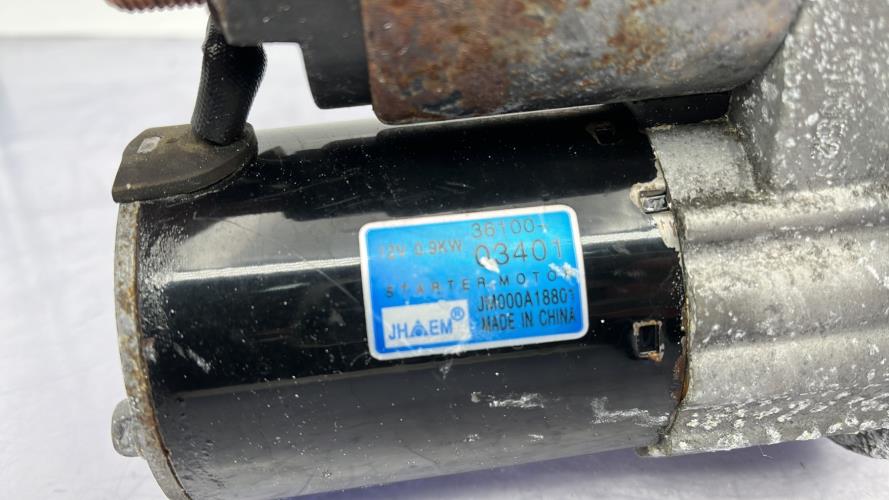 36100-
12V 0.9KW 03401
STARTER MOTOR
JM000A18801
JHAEM® MADE IN CHINA